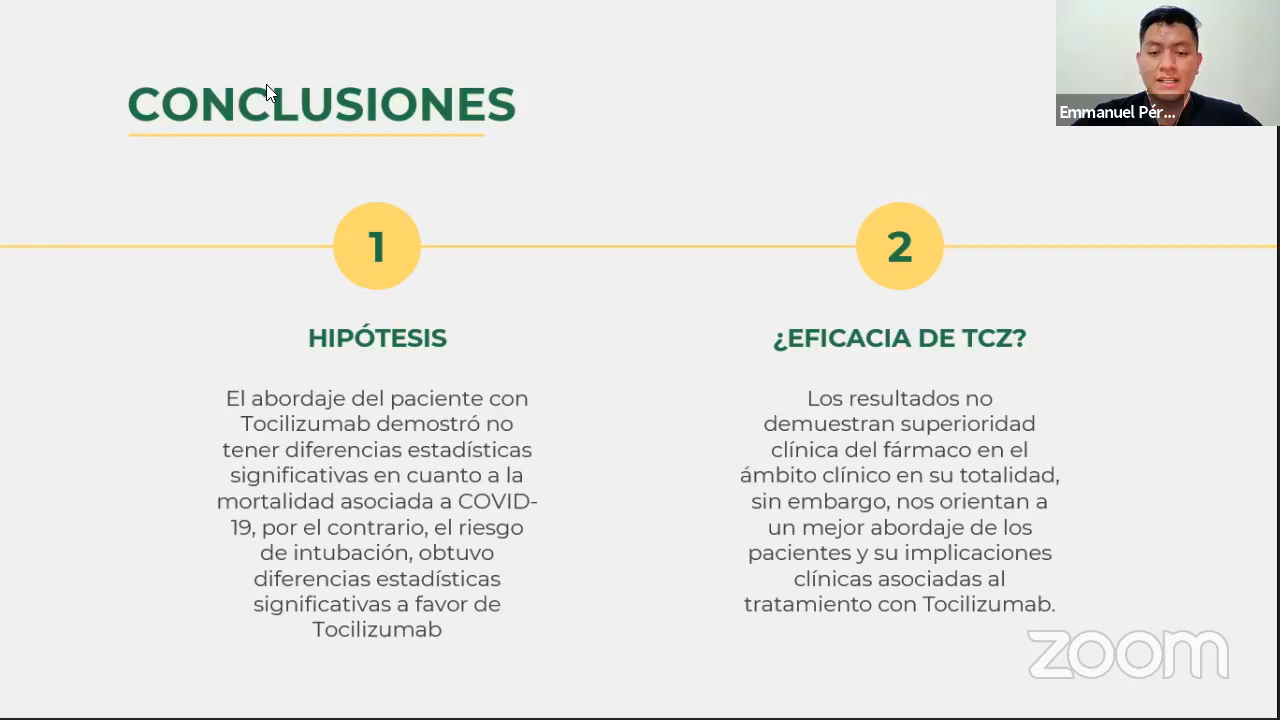 CONCLUSIONES
Emmanuel Pér...
1
HIPÓTESIS
El abordaje del paciente con
Tocilizumab demostró no
tener diferencias estadísticas
significativas en cuanto a la
mortalidad asociada a COVID-
19, por el contrario, el riesgo
de intubación, obtuvo
diferencias estadísticas
significativas a favor de
Tocilizumab
2
¿EFICACIA DE TCZ?
Los resultados no
demuestran superioridad
clínica del fármaco en el
ámbito clínico en su totalidad,
sin embargo, nos orientan a
un mejor abordaje de los
pacientes y su implicaciones
clínicas asociadas al
tratamiento con Tocilizumab.
zoom